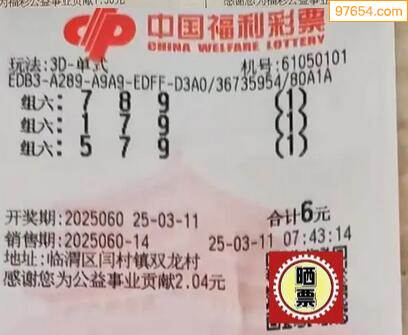 97654.com
中国福利彩票
CHINA WELFARE LOTTERY
玩法:3D-单式 机号:61050101
EDB3-A289-A9A9-EDFF-D3A0/36735954/80A1A
组六: 7 8 9 (1)
组六: 1 7 9 (1)
组六: 5 7 9 (1)
开奖期:2025060 25-03-11 合计6元
销售期:2025060-14 25-03-11 07:43:14
地址:临渭区闫村镇双龙村
感谢您为公益事业贡献2.04元
晒票